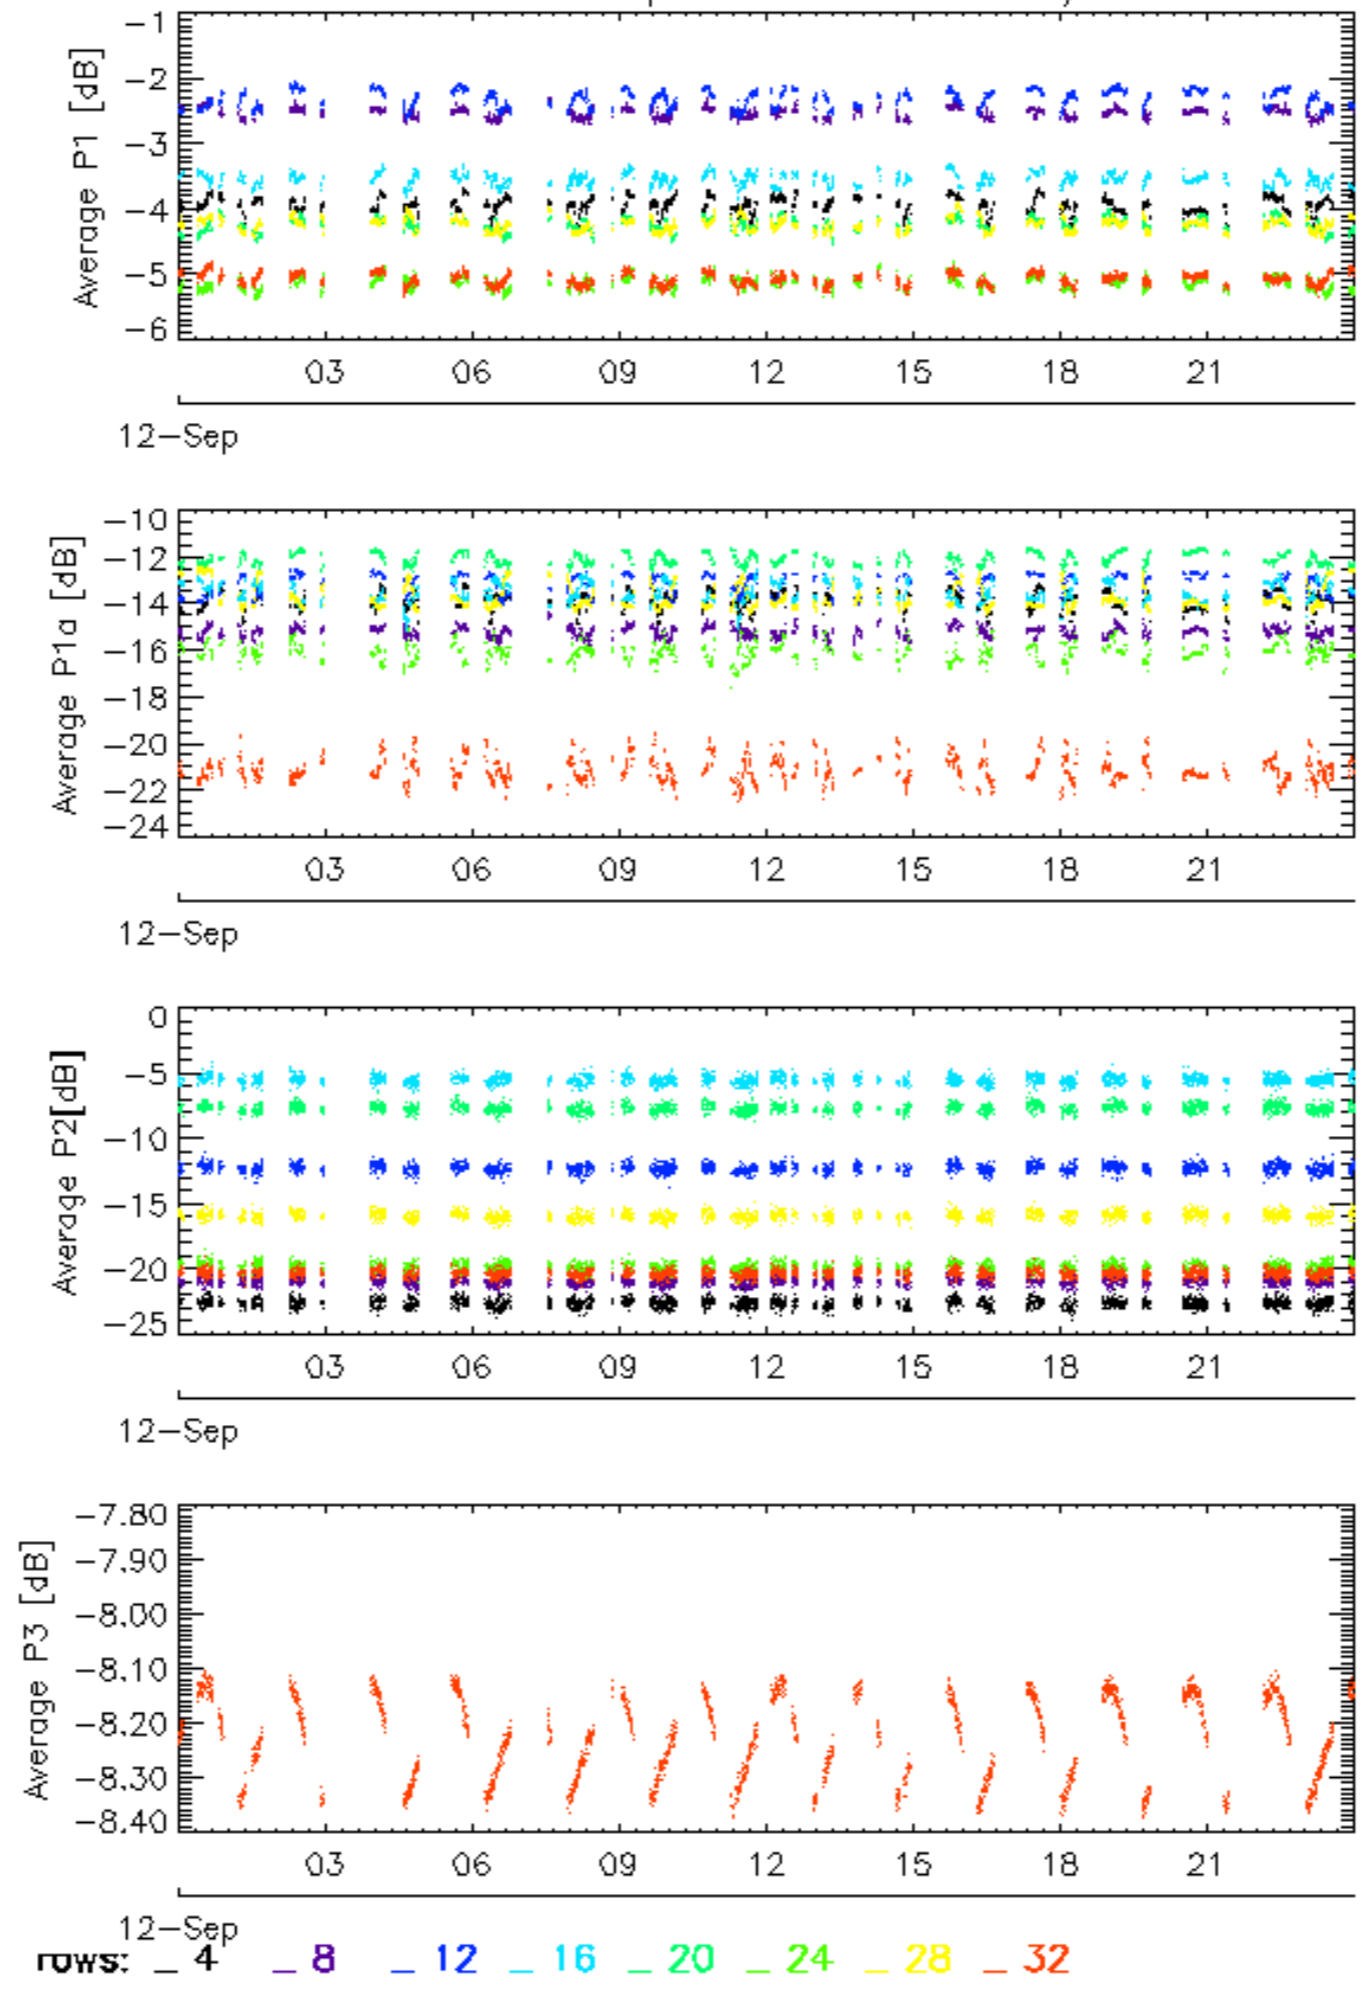 Average P1 [dB]
-1
-2
-3
-4
-5
-6
03 06 09 12 15 18 21
12-Sep
Average P1a [dB]
-10
-12
-14
-16
-18
-20
-22
-24
03 06 09 12 15 18 21
12-Sep
Average P2[dB]
0
-5
-10
-15
-20
-25
03 06 09 12 15 18 21
12-Sep
Average P3 [dB]
-7.80
-7.90
-8.00
-8.10
-8.20
-8.30
-8.40
03 06 09 12 15 18 21
12-Sep
rows: _ 4 _ 8 _ 12 _ 16 _ 20 _ 24 _ 28 _ 32